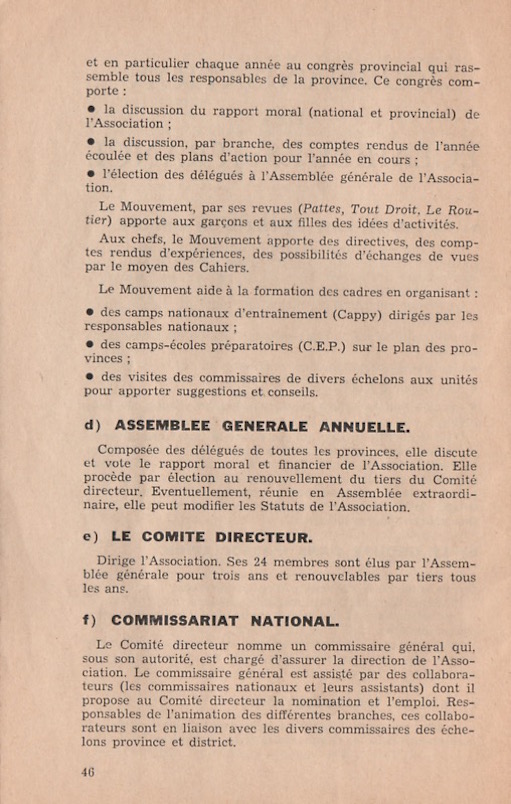 et en particulier chaque année au congrès provincial qui ras-
semble tous les responsables de la province. Ce congrès com-
porte :
● la discussion du rapport moral (national et provincial) de
l'Association ;
● la discussion, par branche, des comptes rendus de l'année
écoulée et des plans d'action pour l'année en cours ;
● l'élection des délégués à l'Assemblée générale de l'Associa-
tion.
Le Mouvement, par ses revues (Pattes, Tout Droit, Le Rou-
tier) apporte aux garçons et aux filles des idées d'activités.
Aux chefs, le Mouvement apporte des directives, des comp-
tes rendus d'expériences, des possibilités d'échanges de vues
par le moyen des Cahiers.
Le Mouvement aide à la formation des cadres en organisant :
● des camps nationaux d'entraînement (Cappy) dirigés par les
responsables nationaux ;
● des camps-écoles préparatoires (C.E.P.) sur le plan des pro-
vinces ;
● des visites des commissaires de divers échelons aux unités
pour apporter suggestions et conseils.
d) ASSEMBLEE GENERALE ANNUELLE.
Composée des délégués de toutes les provinces, elle discute
et vote le rapport moral et financier de l'Association. Elle
procède par élection au renouvellement du tiers du Comité
directeur. Eventuellement, réunie en Assemblée extraordi-
naire, elle peut modifier les Statuts de l'Association.
e) LE COMITE DIRECTEUR.
Dirige l'Association. Ses 24 membres sont élus par l'Assem-
blée générale pour trois ans et renouvelables par tiers tous
les ans.
f) COMMISSARIAT NATIONAL.
Le Comité directeur nomme un commissaire général qui,
sous son autorité, est chargé d'assurer la direction de l'Asso-
ciation. Le commissaire général est assisté par des collabora-
teurs (les commissaires nationaux et leurs assistants) dont il
propose au Comité directeur la nomination et l'emploi. Res-
ponsables de l'animation des différentes branches, ces collabo-
rateurs sont en liaison avec les divers commissaires des éche-
lons province et district.
46